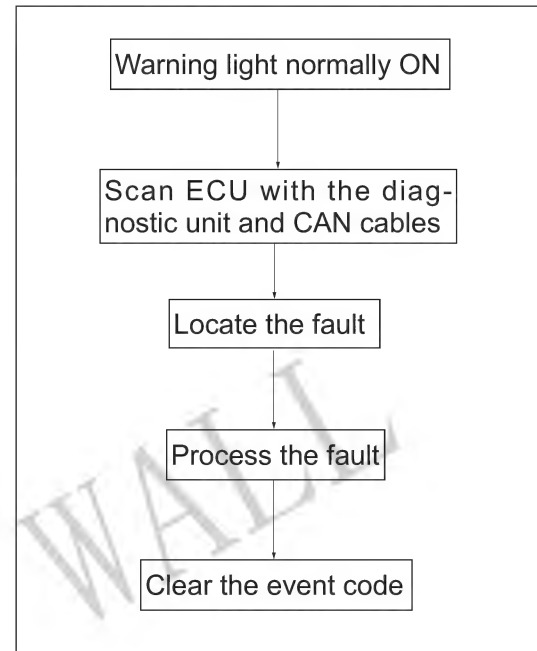 Warning light normally ON
Scan ECU with the diag-
nostic unit and CAN cables
Locate the fault
Process the fault
Clear the event code
WALL